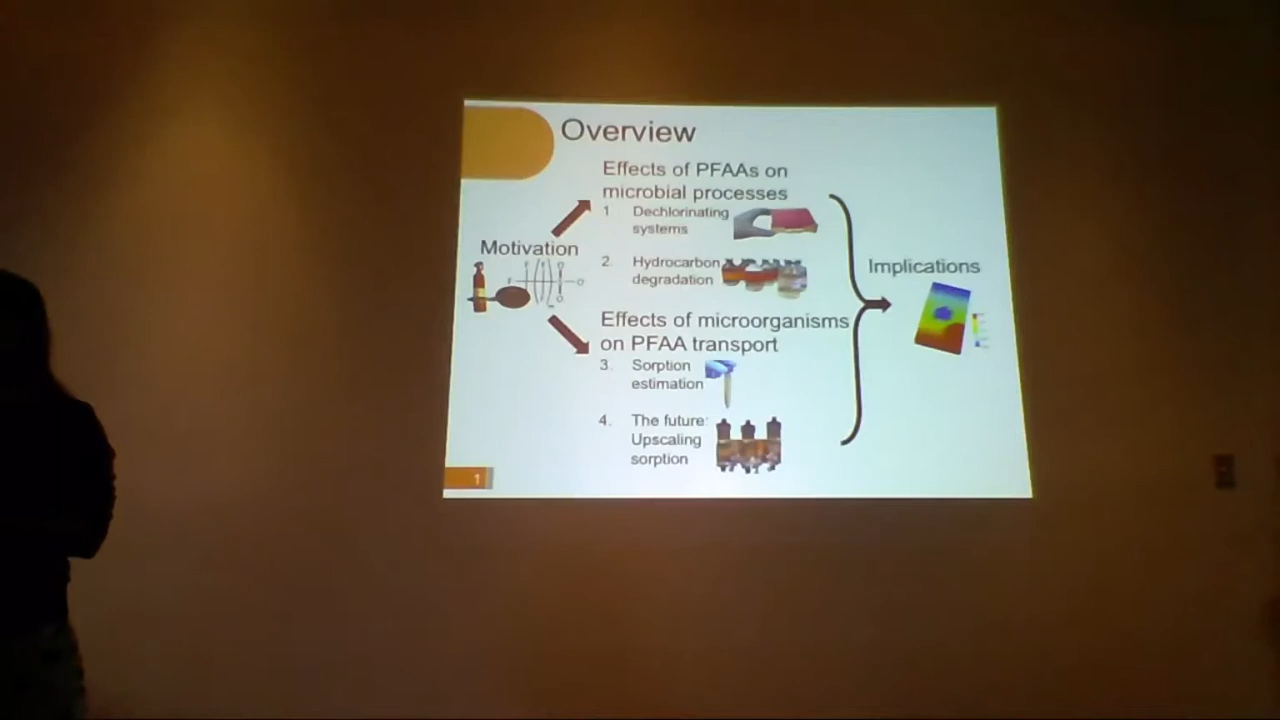 Overview
Effects of PFAAs on
microbial processes
1 Dechlorinating
systems
Motivation
2. Hydrocarbon
degradation
Implications
Effects of microorganisms
on PFAA transport
3. Sorption
estimation
4. The future:
Upscaling
sorption
1